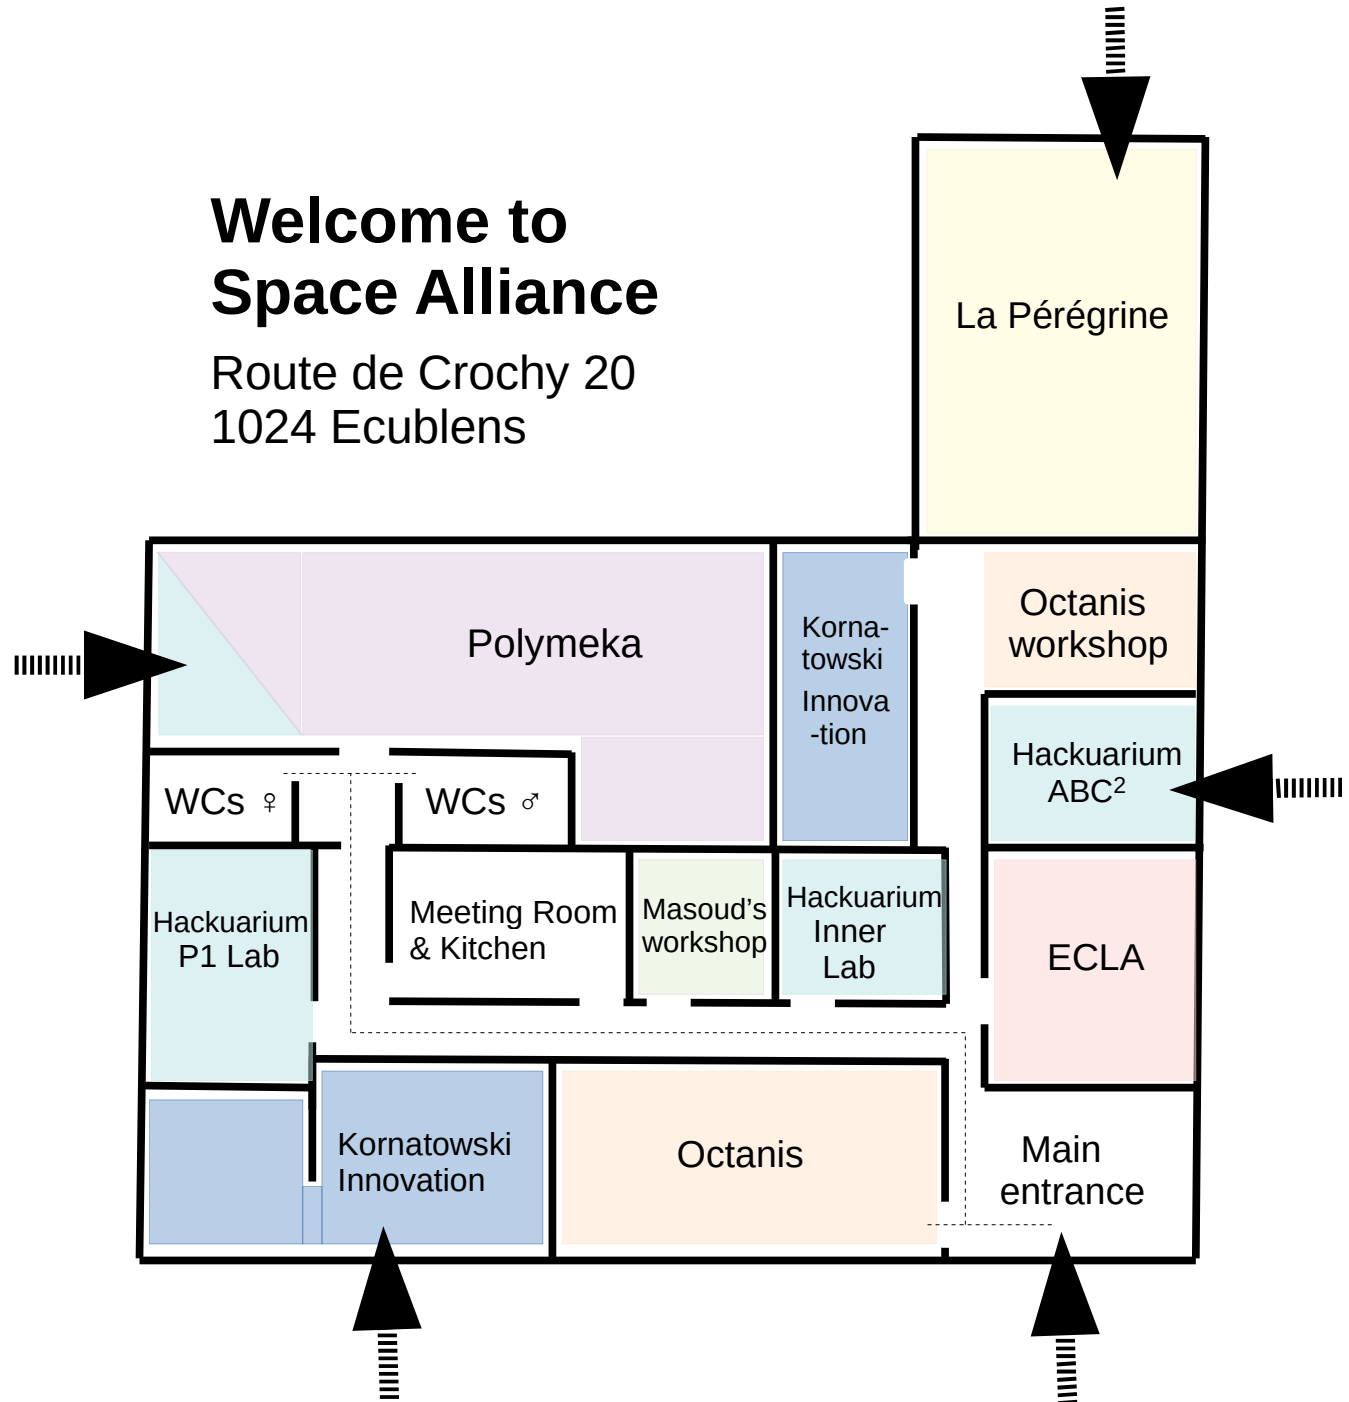 Welcome to
Space Alliance
Route de Crochy 20
1024 Ecublens
La Pérégrine
Octanis
workshop
Polymeka
Korna-
towski
Innova
-tion
Hackuarium
ABC²
WCs ♀
WCs ♂
Hackuarium
P1 Lab
Meeting Room
& Kitchen
Masoud’s
workshop
Hackuarium
Inner
Lab
ECLA
Kornatowski
Innovation
Octanis
Main
entrance